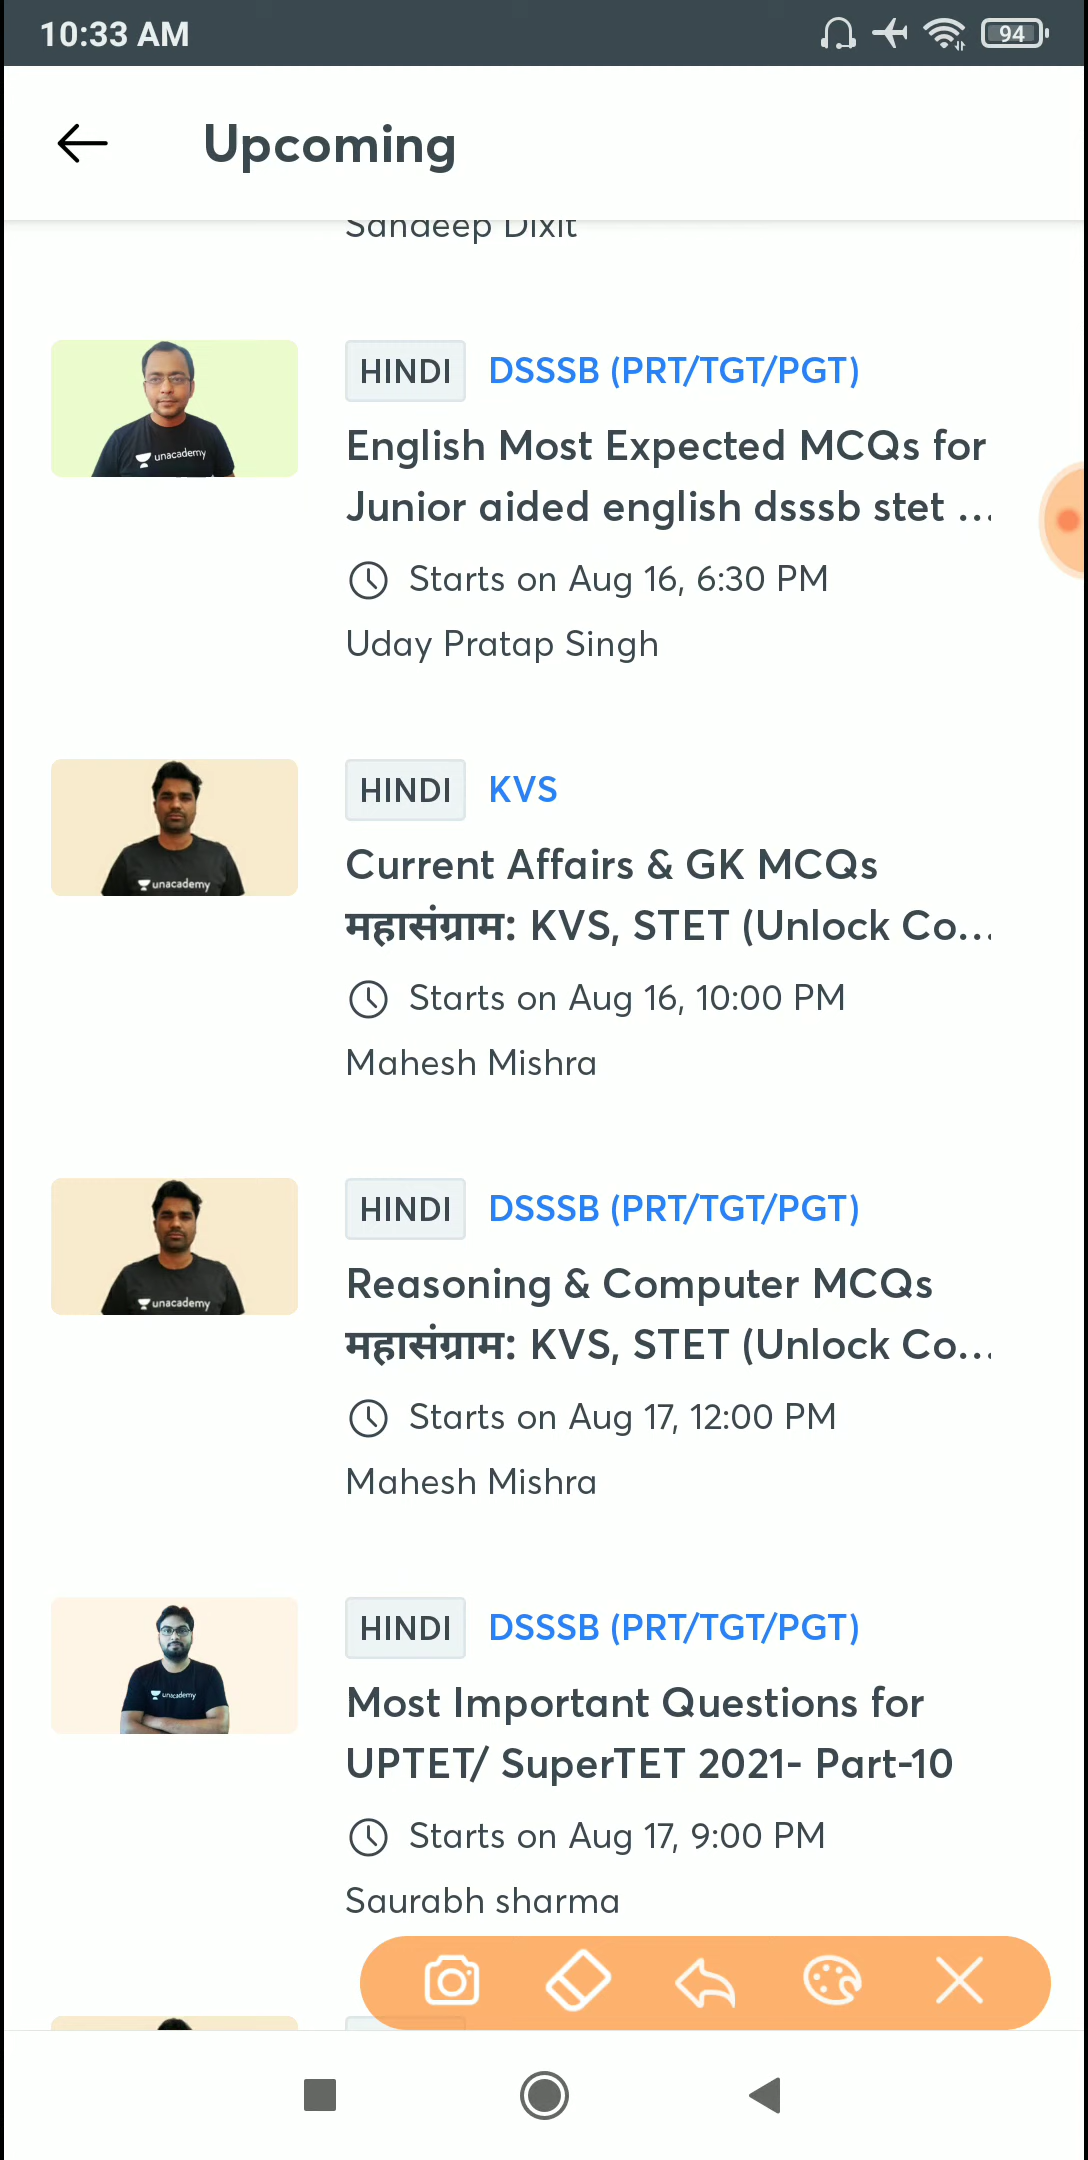 10:33 AM
94
Upcoming
Sandeep Dixit
HINDI DSSSB (PRT/TGT/PGT)
unacademy
English Most Expected MCQs for
Junior aided english dsssb stet ...
Starts on Aug 16, 6:30 PM
Uday Pratap Singh
HINDI KVS
unacademy
Current Affairs & GK MCQs
महासंग्राम: KVS, STET (Unlock Co...
Starts on Aug 16, 10:00 PM
Mahesh Mishra
HINDI DSSSB (PRT/TGT/PGT)
unacademy
Reasoning & Computer MCQs
महासंग्राम: KVS, STET (Unlock Co...
Starts on Aug 17, 12:00 PM
Mahesh Mishra
HINDI DSSSB (PRT/TGT/PGT)
unacademy
Most Important Questions for
UPTET/ SuperTET 2021- Part-10
Starts on Aug 17, 9:00 PM
Saurabh sharma